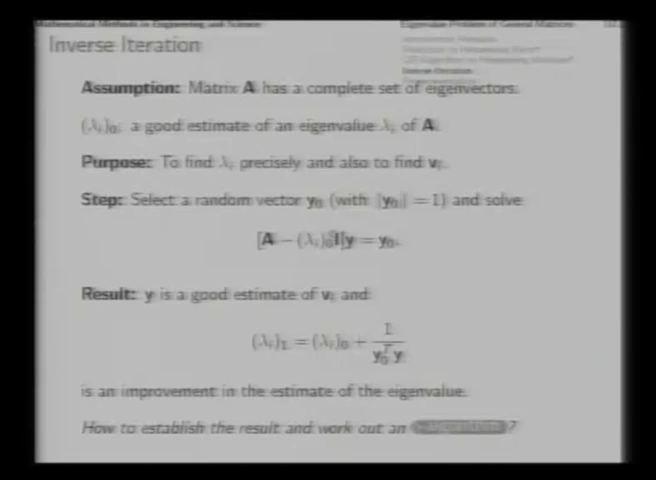 Mathematical Methods in Engineering and Science
Eigenvalue Problem of General Matrices
Inverse Iteration
Inverse Iteration
Assumption: Matrix A has a complete set of eigenvectors.
(λᵢ)₀: a good estimate of an eigenvalue λᵢ of A.
Purpose: To find λᵢ precisely and also to find vᵢ.
Step: Select a random vector y₀ (with ||y₀|| = 1) and solve
[A − (λᵢ)₀I]y = y₀.
Result: y is a good estimate of vᵢ and
(λᵢ)₁ = (λᵢ)₀ + 1 / y₀ᵀy
is an improvement in the estimate of the eigenvalue.
How to establish the result and work out an algorithm ?